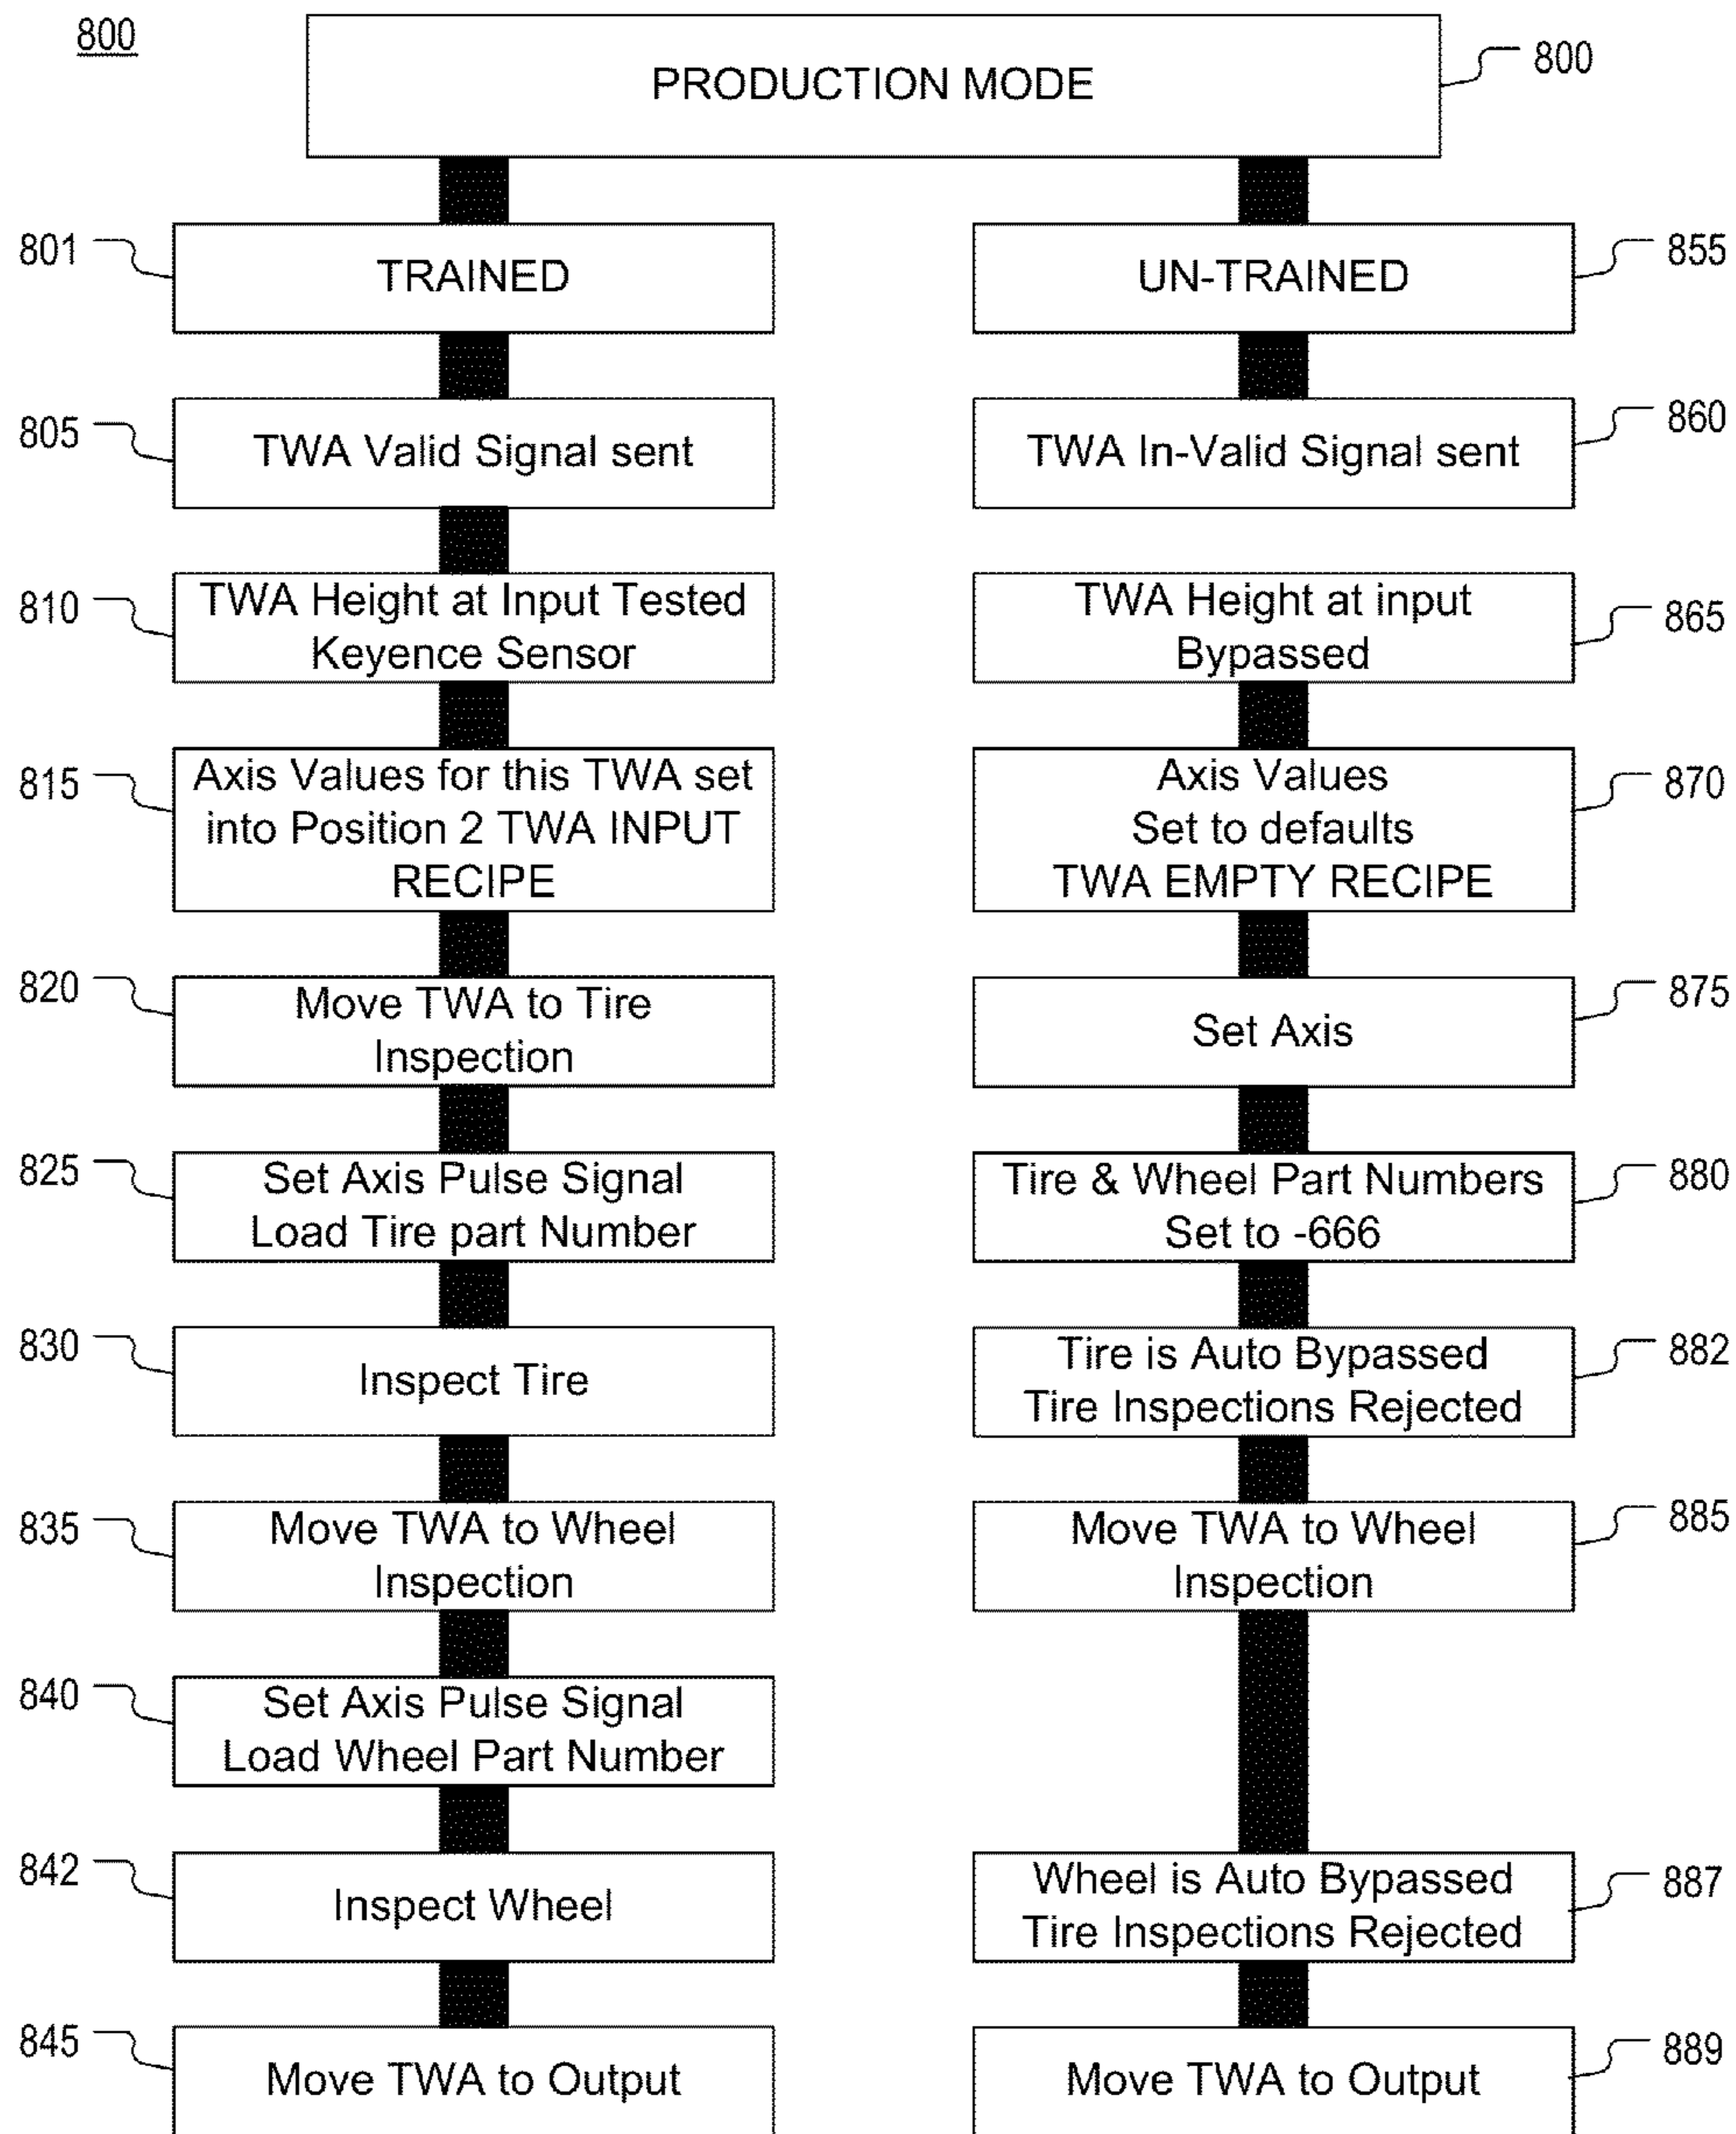 800
PRODUCTION MODE
800
801
TRAINED
805
TWA Valid Signal sent
810
TWA Height at Input Tested
Keyence Sensor
815
Axis Values for this TWA set
into Position 2 TWA INPUT
RECIPE
820
Move TWA to Tire
Inspection
825
Set Axis Pulse Signal
Load Tire part Number
830
Inspect Tire
835
Move TWA to Wheel
Inspection
840
Set Axis Pulse Signal
Load Wheel Part Number
842
Inspect Wheel
845
Move TWA to Output
UN-TRAINED
855
TWA In-Valid Signal sent
860
TWA Height at input
Bypassed
865
Axis Values
Set to defaults
TWA EMPTY RECIPE
870
Set Axis
875
Tire & Wheel Part Numbers
Set to -666
880
Tire is Auto Bypassed
Tire Inspections Rejected
882
Move TWA to Wheel
Inspection
885
Wheel is Auto Bypassed
Tire Inspections Rejected
887
Move TWA to Output
889